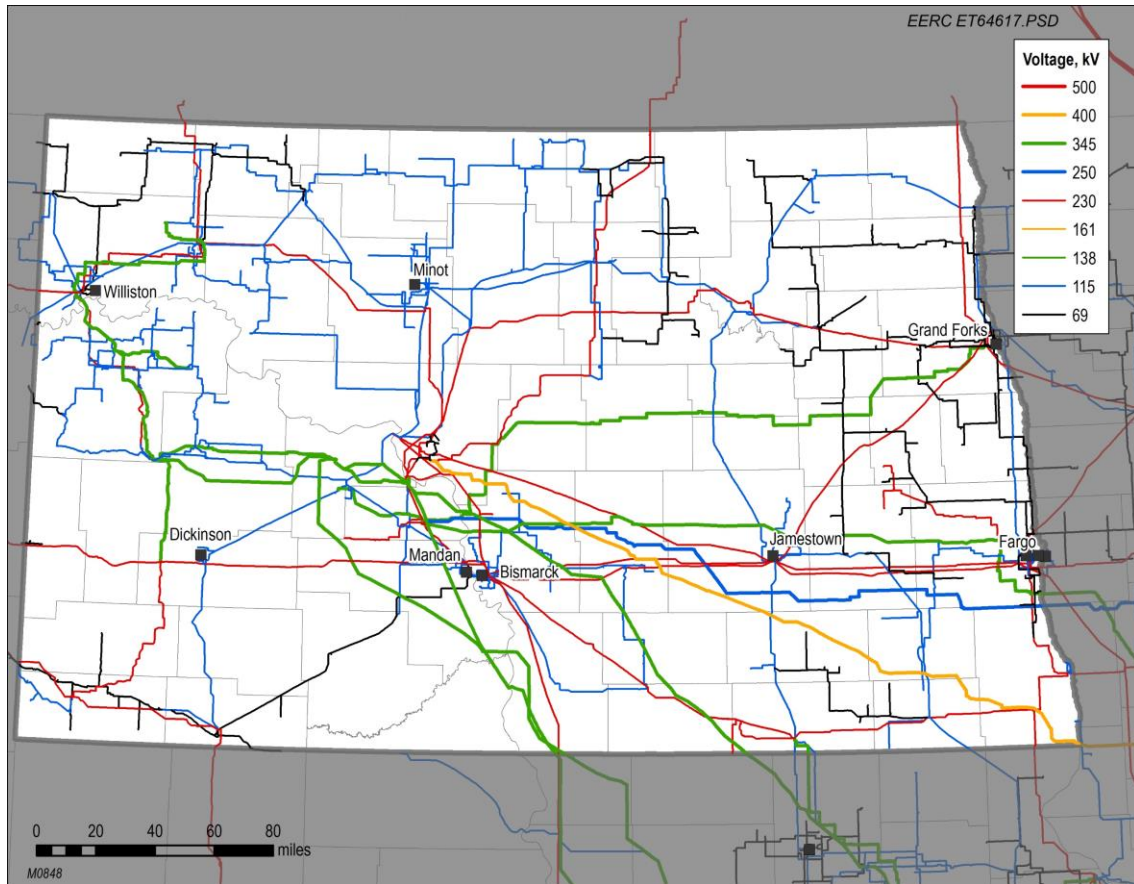 EERC ET64617.PSD
Voltage, kV
500
400
345
250
230
161
138
115
69
Minot
Williston
Grand Forks
Dickinson
Mandan
Bismarck
Jamestown
Fargo
0 20 40 60 80
miles
M0848